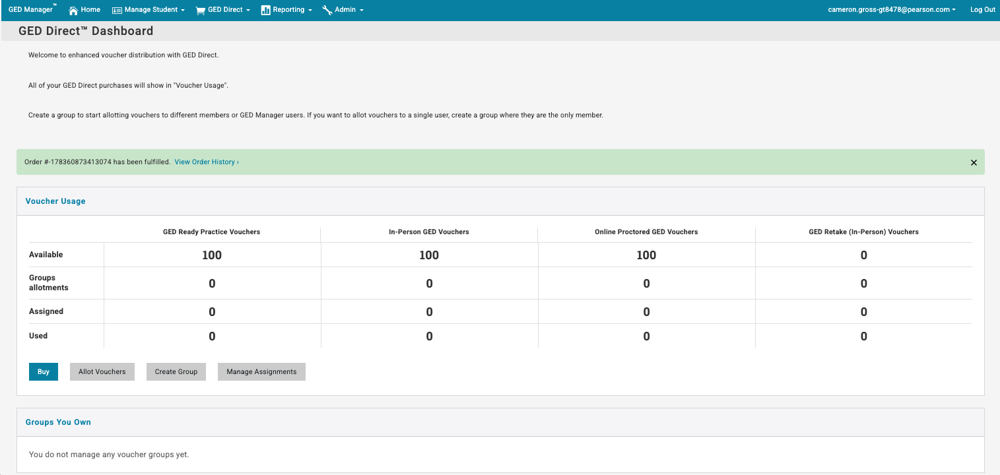 GED Manager™ Home Manage Student GED Direct Reporting Admin cameron.gross-gt8478@pearson.com Log Out
GED Direct™ Dashboard
Welcome to enhanced voucher distribution with GED Direct.
All of your GED Direct purchases will show in "Voucher Usage".
Create a group to start allotting vouchers to different members or GED Manager users. If you want to allot vouchers to a single user, create a group where they are the only member.
Order #-178360873413074 has been fulfilled. View Order History ›
Voucher Usage
GED Ready Practice Vouchers In-Person GED Vouchers Online Proctored GED Vouchers GED Retake (In-Person) Vouchers
Available 100 100 100 0
Groups
allotments 0 0 0 0
Assigned 0 0 0 0
Used 0 0 0 0
Buy Allot Vouchers Create Group Manage Assignments
Groups You Own
You do not manage any voucher groups yet.